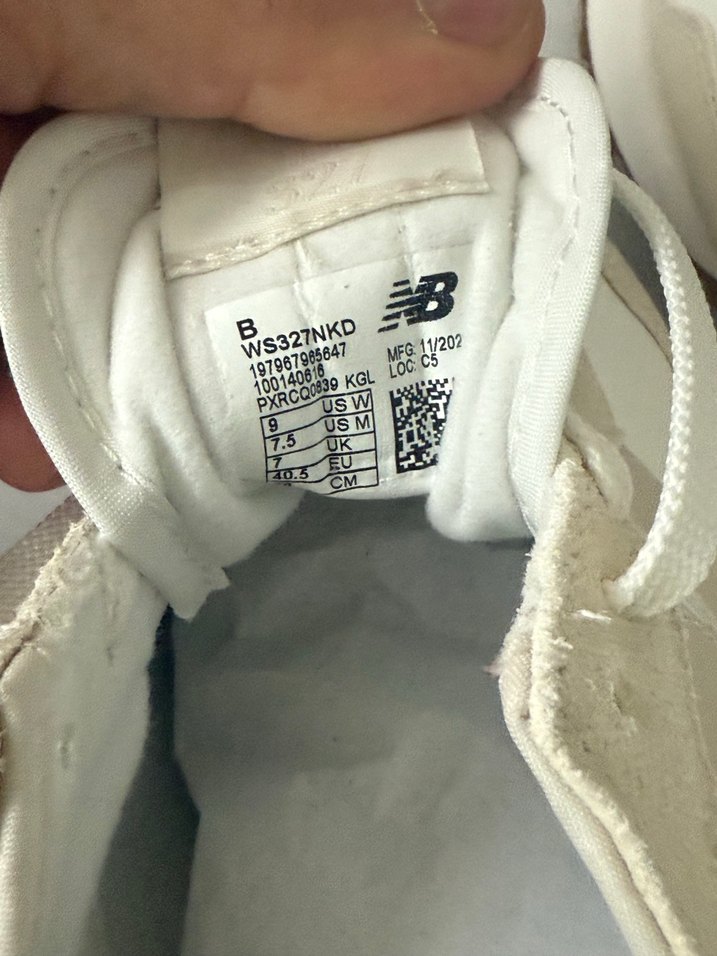 B
WS327NKD
197967985647
100140616
PXRCQ0839 KGL
9 US W
7.5 US M
7 UK
40.5 EU
CM
NB
MFG: 11/202
LOC: C5